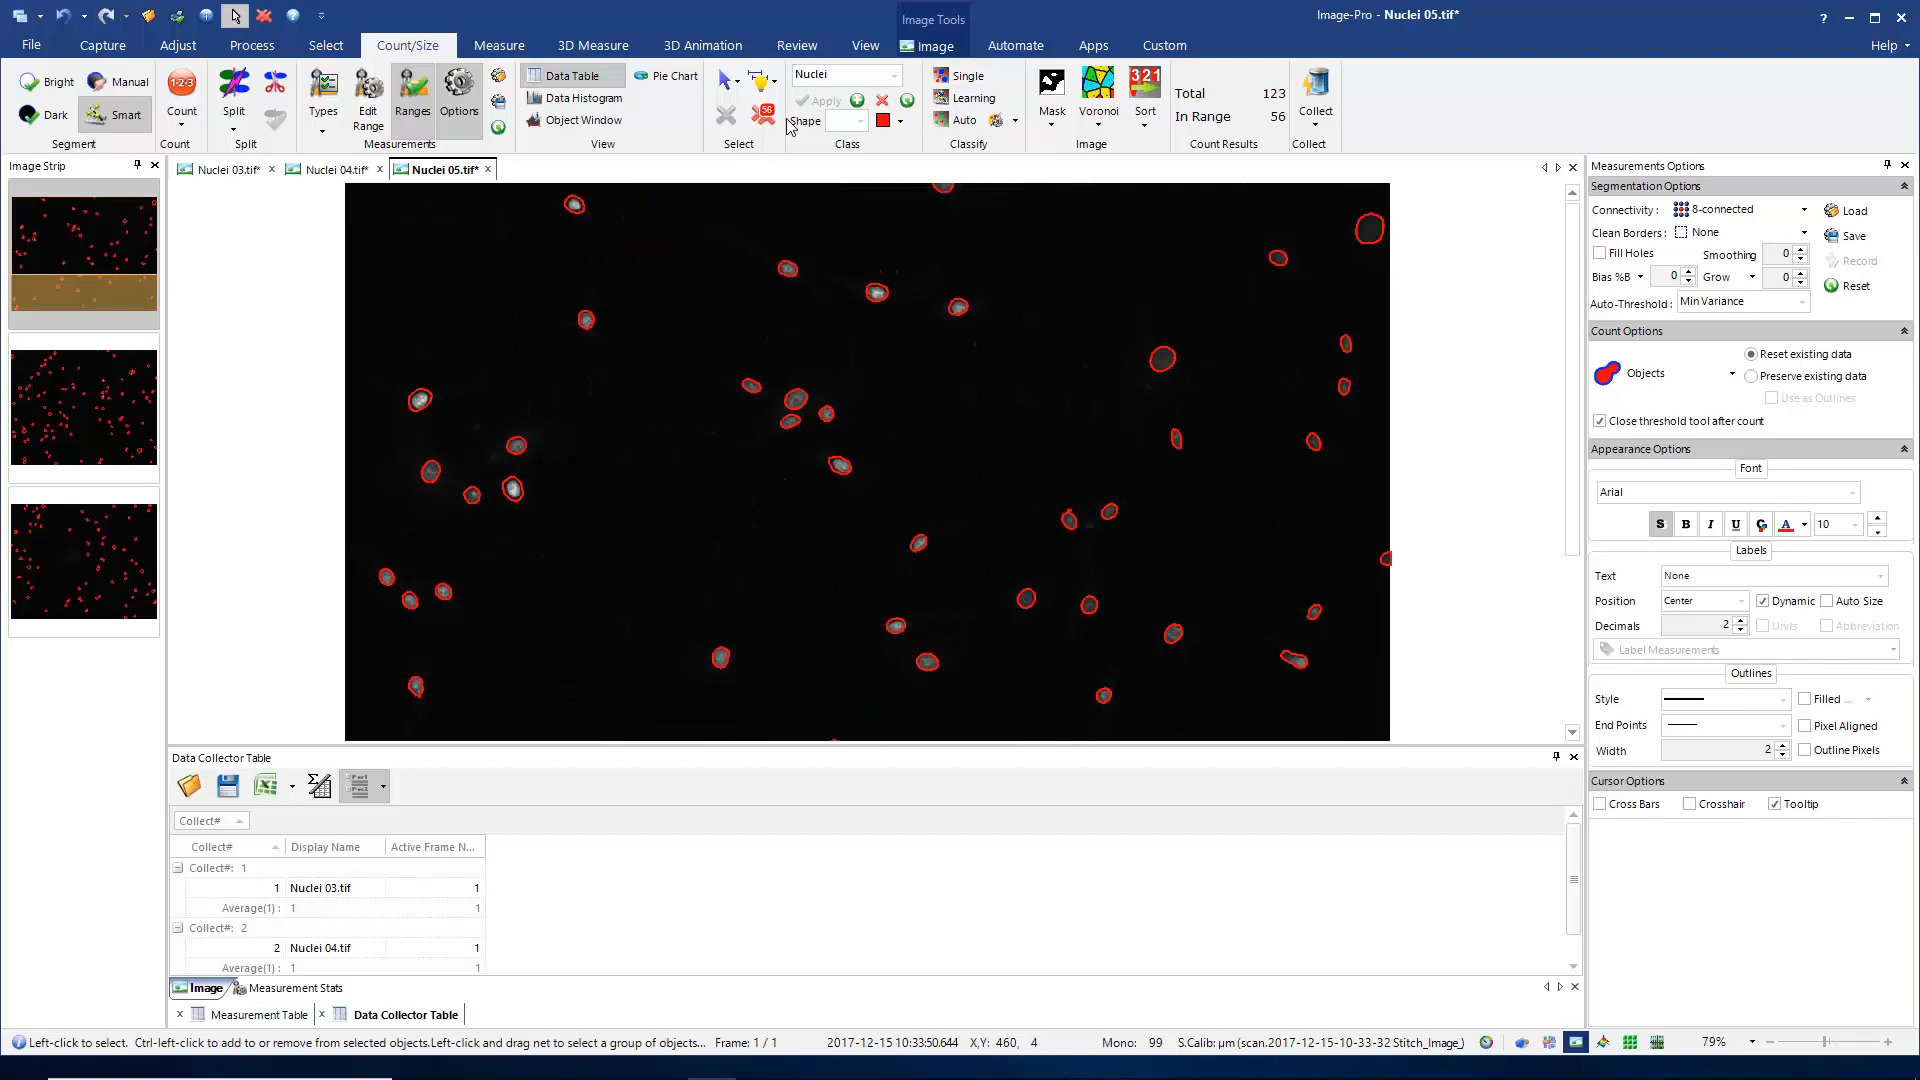 Image Tools
Image-Pro - Nuclei 05.tif*
File Capture Adjust Process Select Count/Size Measure 3D Measure 3D Animation Review View Image Automate Apps Custom Help
Bright Manual
Dark Smart
Segment
1-2-3
Count
Count
Split
Split
Types
Edit Range
Ranges
Options
Measurements
Data Table
Pie Chart
Data Histogram
Object Window
View
56
Select
Nuclei
Apply
Shape
Class
Single
Learning
Auto
Classify
Mask
Voronoi
321
Sort
Image
Total 123
In Range 56
Count Results
Collect
Collect
Image Strip
Nuclei 03.tif*
Nuclei 04.tif*
Nuclei 05.tif*
Measurements Options
Segmentation Options
Connectivity : 8-connected
Load
Clean Borders : None
Save
Fill Holes
Smoothing 0
Record
Bias %B 0 Grow 0
Reset
Auto-Threshold : Min Variance
Count Options
Reset existing data
Objects
Preserve existing data
Use as Outlines
Close threshold tool after count
Appearance Options
Font
Arial
S B I U A 10
Labels
Text None
Position Center Dynamic Auto Size
Decimals 2 Units Abbreviation
Label Measurements
Outlines
Style Filled ...
End Points Pixel Aligned
Width 2 Outline Pixels
Cursor Options
Cross Bars Crosshair Tooltip
Data Collector Table
Collect#
Collect# Display Name Active Frame N...
Collect#: 1
1 Nuclei 03.tif 1
Average(1) : 1 1
Collect#: 2
2 Nuclei 04.tif 1
Average(1) : 1 1
Image Measurement Stats
Measurement Table Data Collector Table
Left-click to select. Ctrl-left-click to add to or remove from selected objects.Left-click and drag net to select a group of objects... Frame: 1 / 1 2017-12-15 10:33:50.644 X,Y: 460, 4 Mono: 99 S.Calib: µm (scan.2017-12-15-10-33-32 Stitch_Image_) 79%